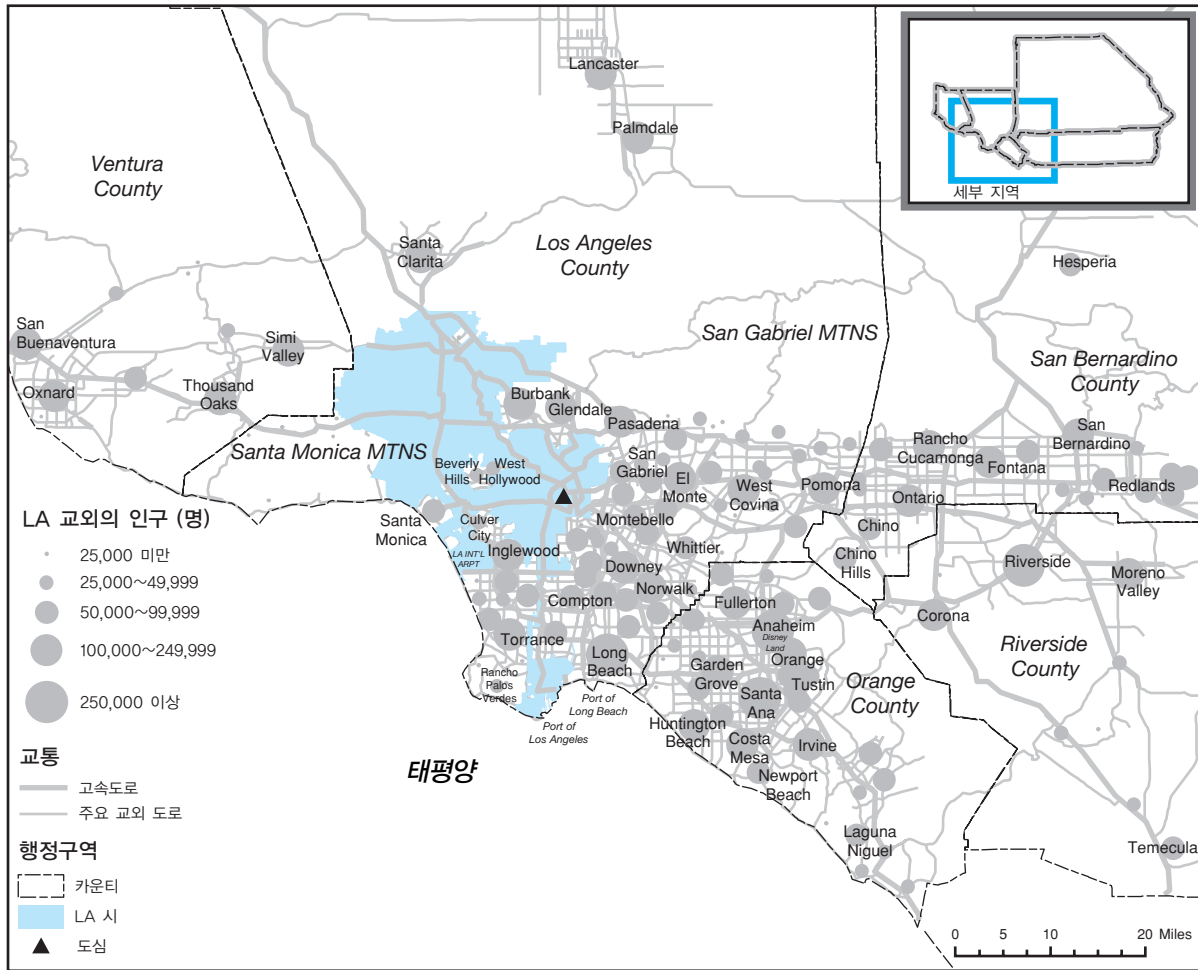 Lancaster
Palmdale
세부 지역
Ventura
County
Santa
Clarita
Los Angeles
County
Hesperia
San
Buenaventura
Simi
Valley
San Gabriel MTNS
San Bernardino
County
Oxnard
Thousand
Oaks
Burbank
Glendale
Pasadena
Santa Monica MTNS
Beverly
Hills
West
Hollywood
San
Gabriel
El
Monte
West
Covina
Pomona
Rancho
Cucamonga
Fontana
San
Bernardino
Ontario
Redlands
Santa
Monica
Culver
City
Montebello
Chino
LA INT'L
ARPT
Inglewood
Whittier
Chino
Hills
Downey
Riverside
Moreno
Valley
Norwalk
Compton
Fullerton
Corona
Torrance
Anaheim
Disney
Land
Long
Beach
Orange
Riverside
County
Rancho
Palos
Verdes
Garden
Grove
Tustin
Orange
County
Santa
Ana
Port of
Long Beach
Port of
Los Angeles
Huntington
Beach
Costa
Mesa
Irvine
Newport
Beach
태평양
Laguna
Niguel
Temecula
LA 교외의 인구 (명)
25,000 미만
25,000~49,999
50,000~99,999
100,000~249,999
250,000 이상
교통
고속도로
주요 교외 도로
행정구역
카운티
LA 시
도심
0 5 10 20 Miles